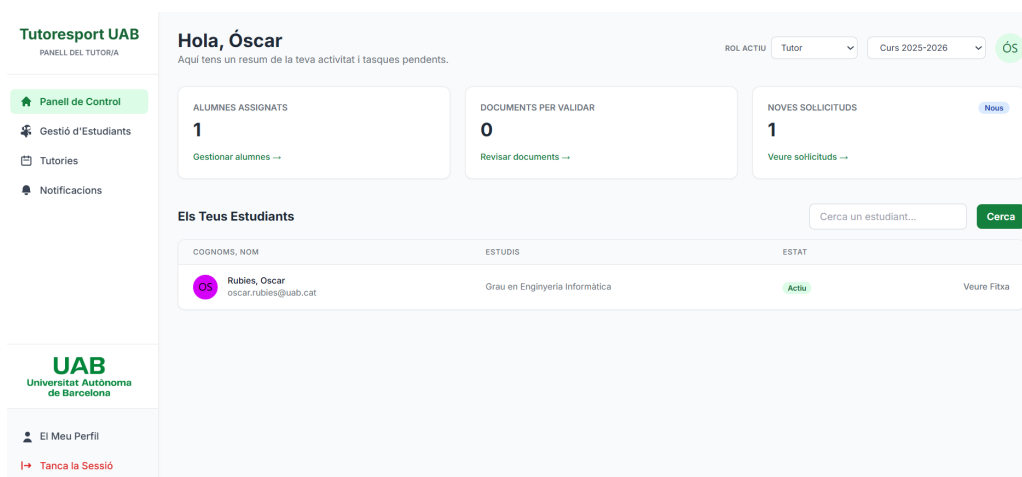 Tutoresport UAB
PANELL DEL TUTOR/A
Panell de Control
Gestió d'Estudiants
Tutories
Notificacions
UAB
Universitat Autònoma
de Barcelona
El Meu Perfil
Tanca la Sessió
Hola, Óscar
Aquí tens un resum de la teva activitat i tasques pendents.
ROL ACTIU
Tutor
Curs 2025-2026
ÓS
ALUMNES ASSIGNATS
1
Gestionar alumnes →
DOCUMENTS PER VALIDAR
0
Revisar documents →
NOVES SOL·LICITUDS
Nous
1
Veure sol·licituds →
Els Teus Estudiants
Cerca un estudiant...
Cerca
COGNOMS, NOM ESTUDIS ESTAT
OS
Rubies, Oscar
oscar.rubies@uab.cat
Grau en Enginyeria Informàtica
Actiu
Veure Fitxa